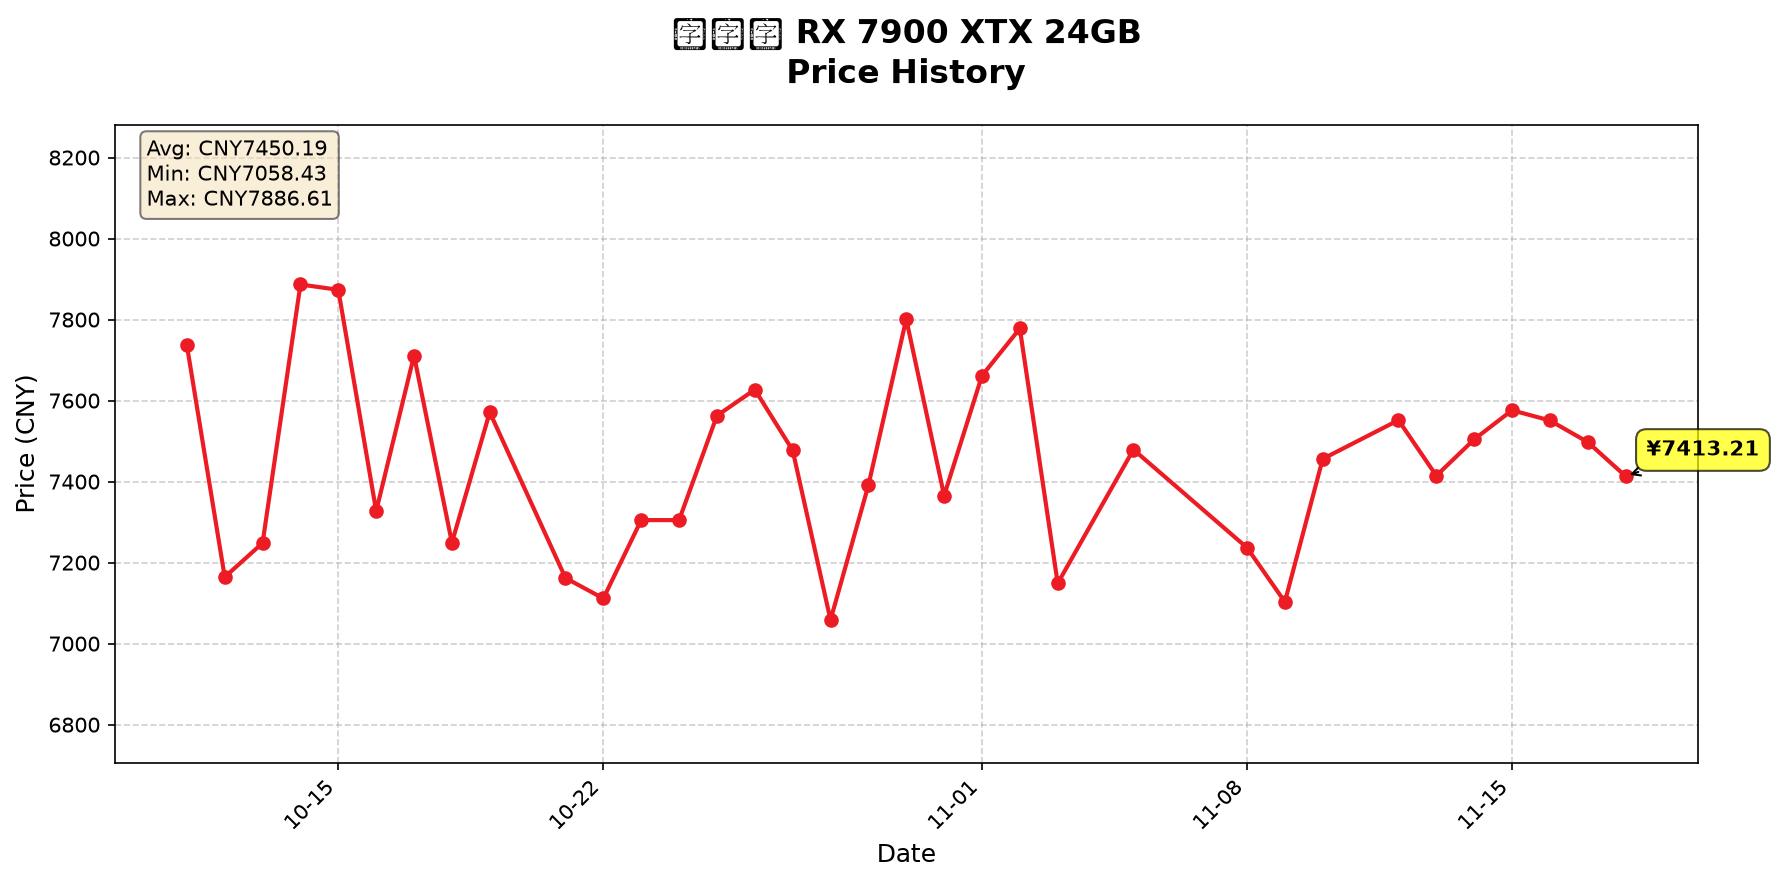 RX 7900 XTX 24GB
Price History
Avg: CNY7450.19
Min: CNY7058.43
Max: CNY7886.61
8200
8000
7800
7600
7400
7200
7000
6800
Price (CNY)
¥7413.21
10-15
10-22
11-01
11-08
11-15
Date